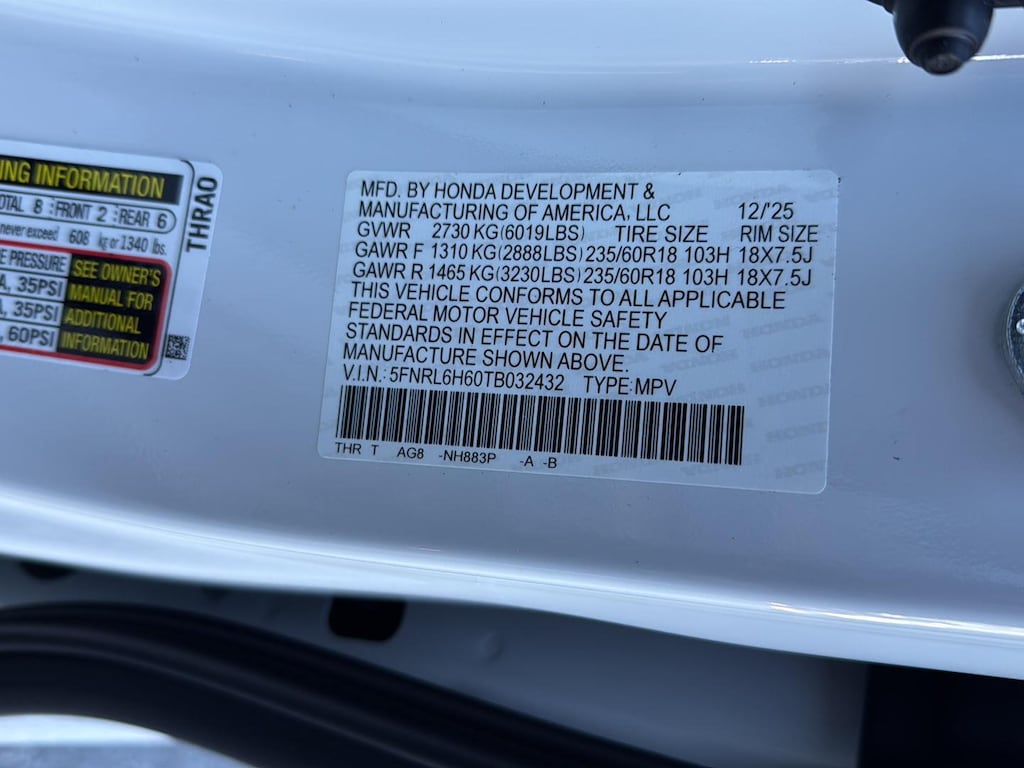 ING INFORMATION
OTAL 8 FRONT 2 REAR 6
never exceed 608 kg or 1340 lbs.
E PRESSURE
SEE OWNER'S
MANUAL FOR
ADDITIONAL
INFORMATION
A, 35PSI
A, 35PSI
, 60PSI
THRA0
MFD. BY HONDA DEVELOPMENT &
MANUFACTURING OF AMERICA, LLC 12/'25
GVWR 2730 KG(6019LBS) TIRE SIZE RIM SIZE
GAWR F 1310 KG(2888LBS) 235/60R18 103H 18X7.5J
GAWR R 1465 KG(3230LBS) 235/60R18 103H 18X7.5J
THIS VEHICLE CONFORMS TO ALL APPLICABLE
FEDERAL MOTOR VEHICLE SAFETY
STANDARDS IN EFFECT ON THE DATE OF
MANUFACTURE SHOWN ABOVE.
V.I.N.: 5FNRL6H60TB032432 TYPE:MPV
THR T AG8 -NH883P -A -B